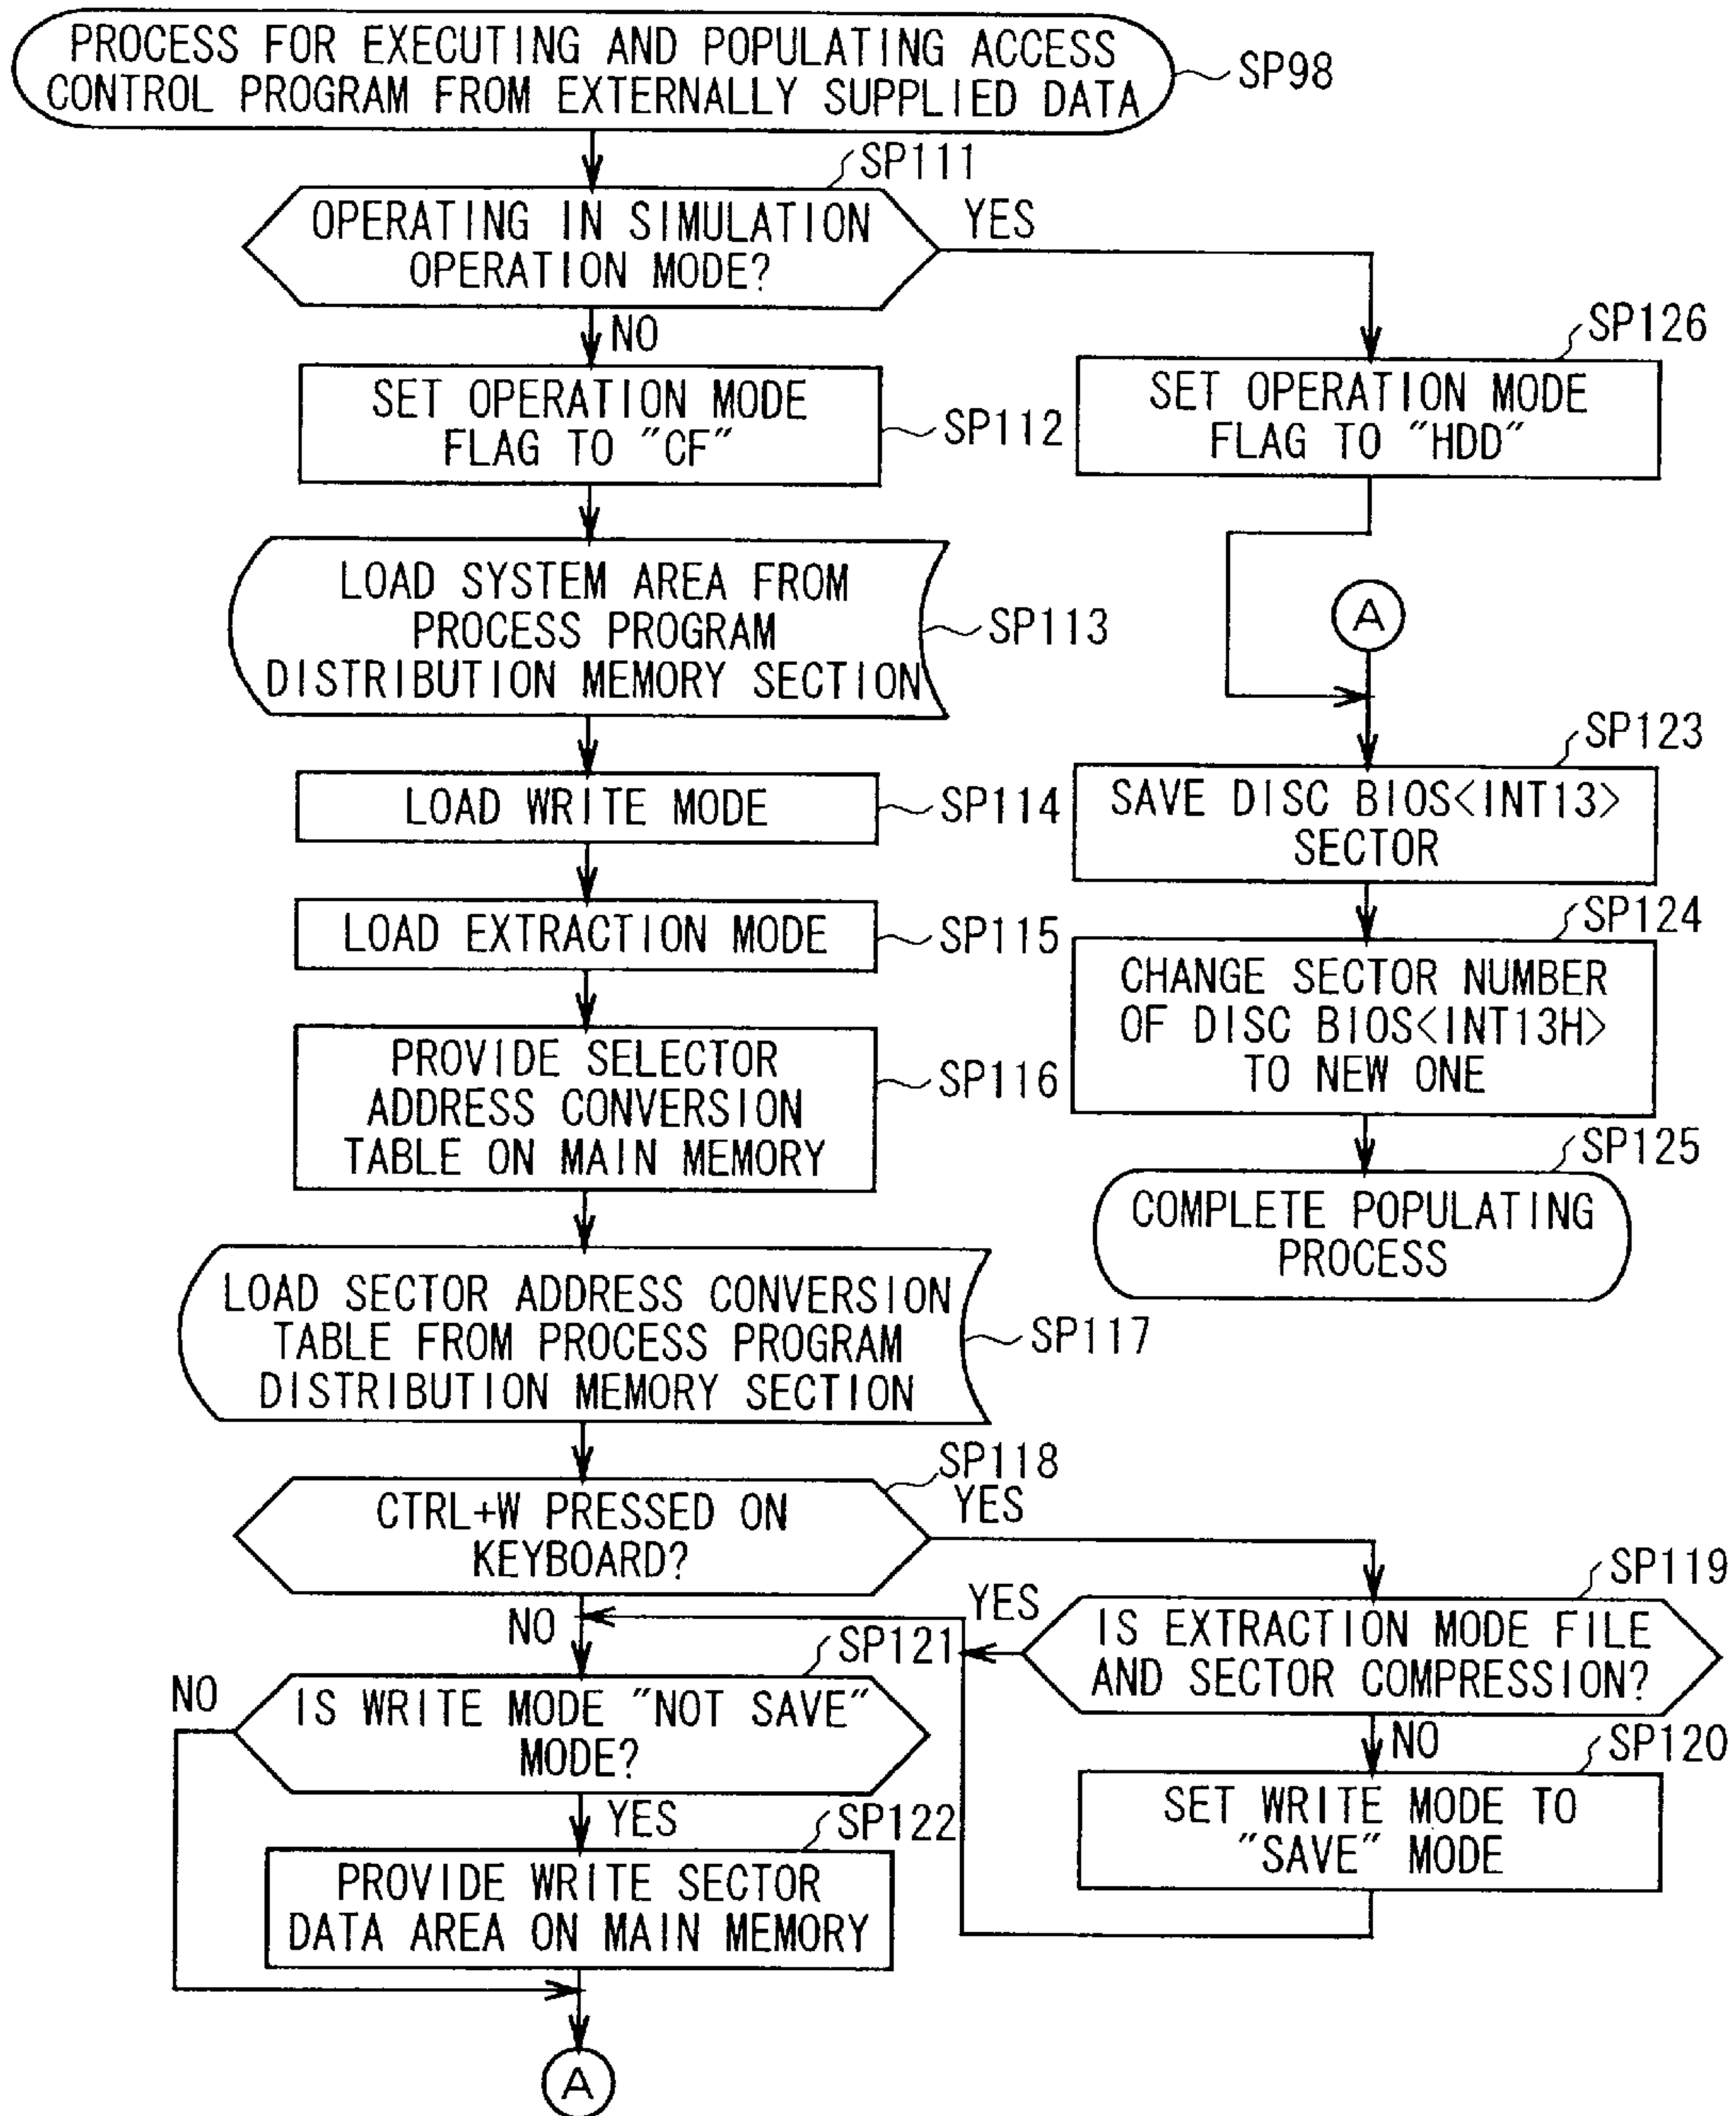 PROCESS FOR EXECUTING AND POPULATING ACCESS
CONTROL PROGRAM FROM EXTERNALLY SUPPLIED DATA
SP98
SP111
OPERATING IN SIMULATION
OPERATION MODE?
YES
NO
SET OPERATION MODE
FLAG TO "CF"
SP112
SP126
SET OPERATION MODE
FLAG TO "HDD"
LOAD SYSTEM AREA FROM
PROCESS PROGRAM
DISTRIBUTION MEMORY SECTION
SP113
A
LOAD WRITE MODE
SP114
SP123
SAVE DISC BIOS<INT13>
SECTOR
LOAD EXTRACTION MODE
SP115
SP124
CHANGE SECTOR NUMBER
OF DISC BIOS<INT13H>
TO NEW ONE
PROVIDE SELECTOR
ADDRESS CONVERSION
TABLE ON MAIN MEMORY
SP116
SP125
COMPLETE POPULATING
PROCESS
LOAD SECTOR ADDRESS CONVERSION
TABLE FROM PROCESS PROGRAM
DISTRIBUTION MEMORY SECTION
SP117
SP118
CTRL+W PRESSED ON
KEYBOARD?
YES
NO
SP119
IS EXTRACTION MODE FILE
AND SECTOR COMPRESSION?
YES
NO
SP120
SET WRITE MODE TO
"SAVE" MODE
SP121
IS WRITE MODE "NOT SAVE"
MODE?
NO
YES
SP122
PROVIDE WRITE SECTOR
DATA AREA ON MAIN MEMORY
A